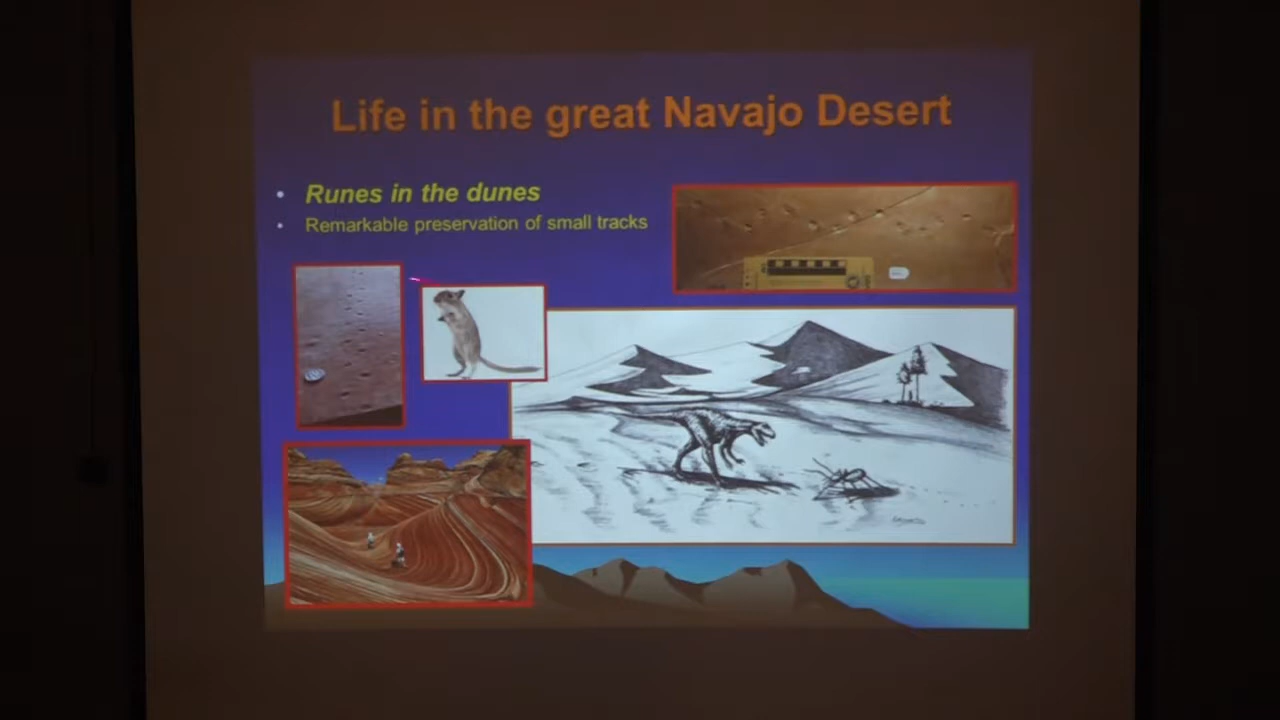 Life in the great Navajo Desert
Runes in the dunes
Remarkable preservation of small tracks